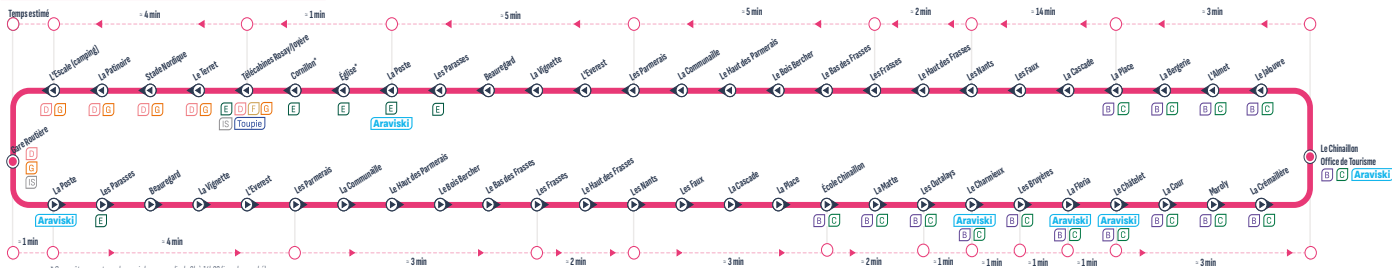 Temps estimé
≈ 4 min
≈ 1 min
≈ 5 min
≈ 5 min
≈ 2 min
≈ 14 min
≈ 3 min
L'Escale (camping)
La Patinoire
Stade Nordique
Le Terret
Télécabines Rosay/Joyère
Cornillon*
Église*
La Poste
Les Parasses
Beauregard
La Vignette
L'Everest
Les Parmerais
La Communaille
Le Haut des Parmerais
Le Bois Bercher
Le Bas des Frasses
Les Frasses
Le Haut des Frasses
Les Nants
Les Faux
La Cascade
La Place
La Bergerie
L'Almet
Le Jalouvre
D G
D G
D G
D G
E D F G
IS Toupie
E
E
E
Araviski
E
B C
B C
B C
B C
Gare Routière
D
G
IS
Le Chinaillon
Office de Tourisme
B C Araviski
La Poste
Les Parasses
Beauregard
La Vignette
L'Everest
Les Parmerais
La Communaille
Le Haut des Parmerais
Le Bois Bercher
Le Bas des Frasses
Les Frasses
Le Haut des Frasses
Les Nants
Les Faux
La Cascade
La Place
École Chinaillon
La Matte
Les Outalays
Le Charmieux
Les Bruyères
La Floria
Le Châtelet
La Cour
Maroly
La Crémaillère
Araviski
E
B C
B C
B C
Araviski
B C
B C
Araviski
B C
Araviski
B C
B C
B C
B C
≈ 1 min
≈ 4 min
≈ 3 min
≈ 2 min
≈ 3 min
≈ 2 min
≈ 1 min
≈ 1 min
≈ 1 min
≈ 1 min
≈ 3 min